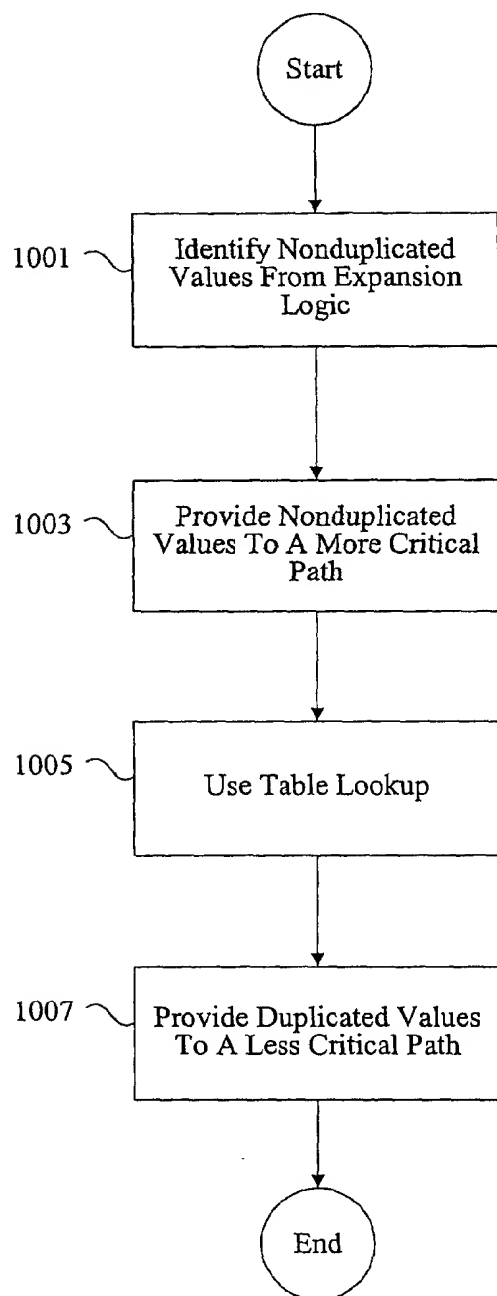 Start
1001
Identify Nonduplicated
Values From Expansion
Logic
1003
Provide Nonduplicated
Values To A More Critical
Path
1005
Use Table Lookup
1007
Provide Duplicated Values
To A Less Critical Path
End